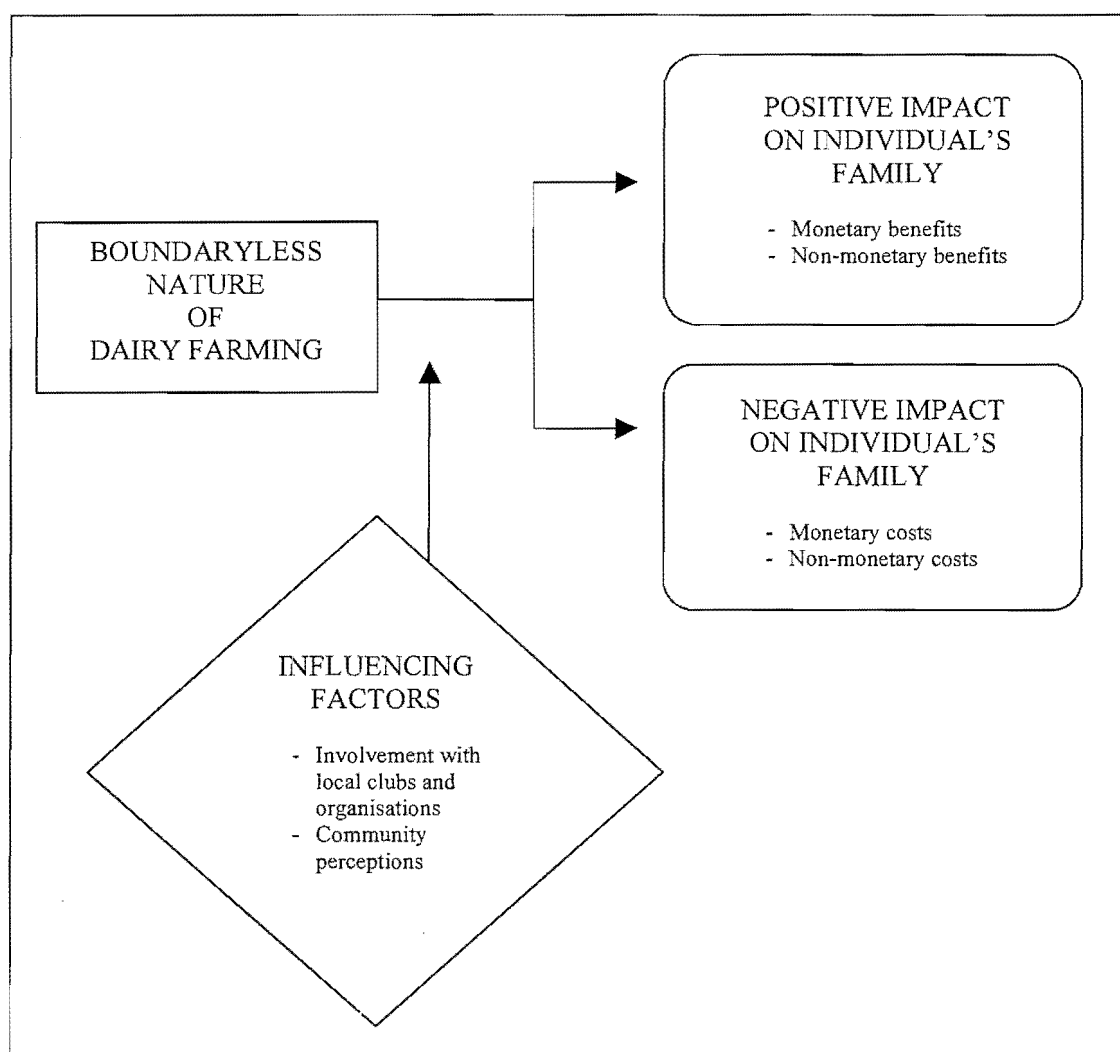 POSITIVE IMPACT
ON INDIVIDUAL'S
FAMILY
- Monetary benefits
- Non-monetary benefits
BOUNDARYLESS
NATURE
OF
DAIRY FARMING
NEGATIVE IMPACT
ON INDIVIDUAL'S
FAMILY
- Monetary costs
- Non-monetary costs
INFLUENCING
FACTORS
- Involvement with
local clubs and
organisations
- Community
perceptions